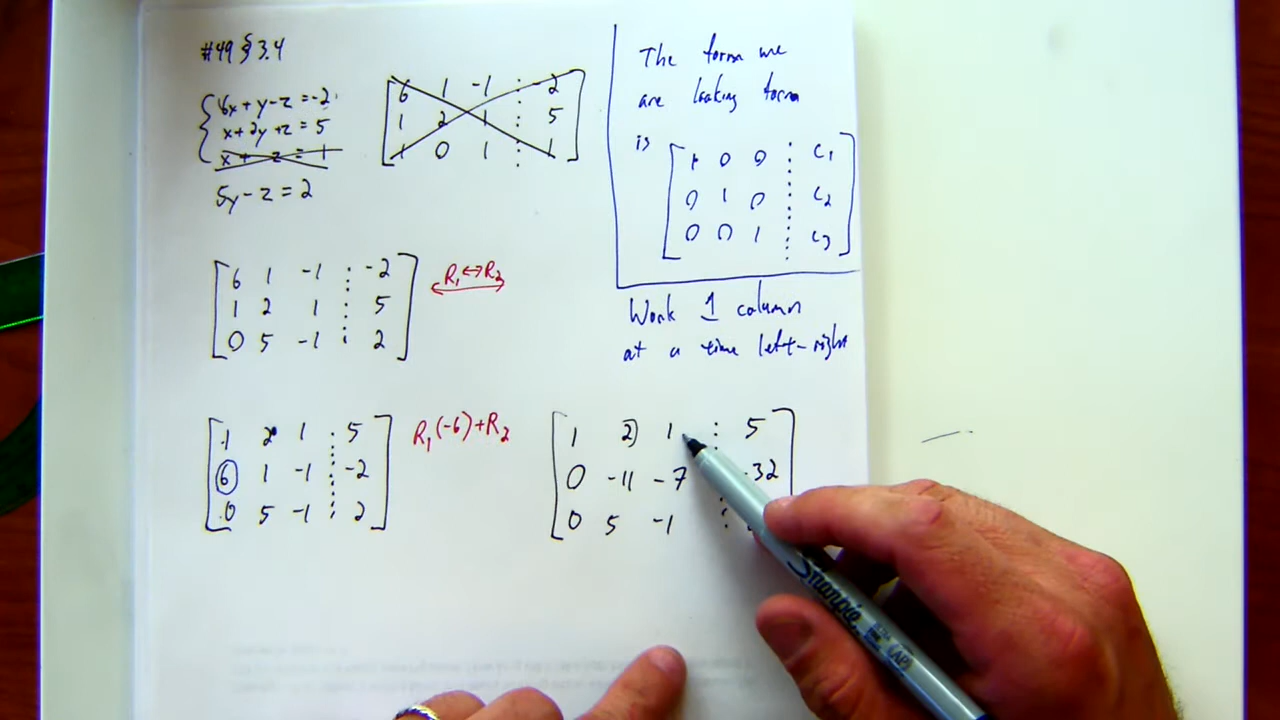 #49 § 3.4
6x + y - z = -2
x + 2y + z = 5
x + z = 1
5y - z = 2
6 1 -1 : -2
1 2 1 : 5
1 0 1 : 1
The form we
are looking form
is
1 0 0 : c1
0 1 0 : c2
0 0 1 : c3
Work 1 column
at a time left-right
6 1 -1 : -2
1 2 1 : 5
0 5 -1 : 2
R1 ↔ R2
1 2 1 : 5
6 1 -1 : -2
0 5 -1 : 2
R1(-6)+R2
1 2 1 : 5
0 -11 -7 -32
0 5 -1 :
Sharpie
(AP)